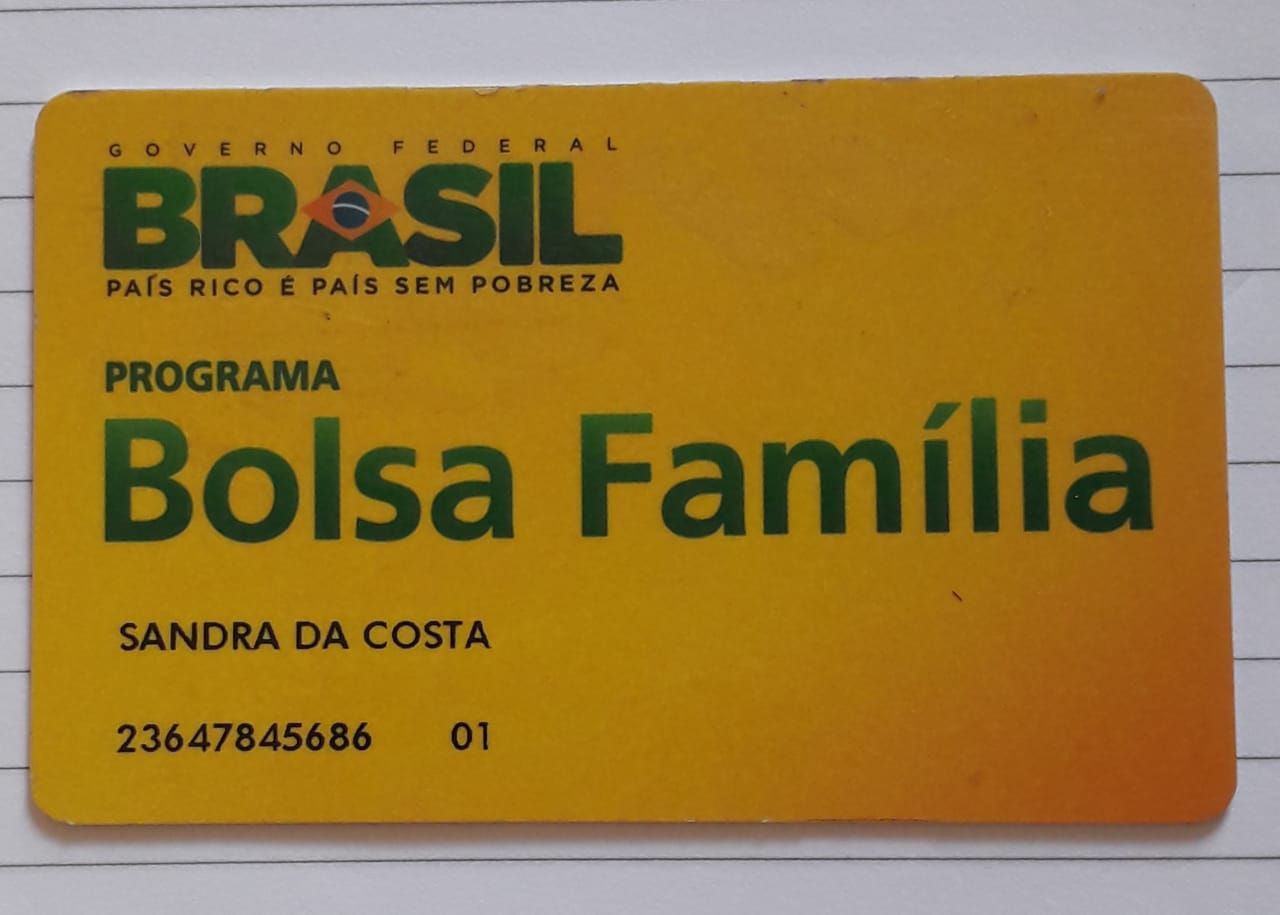 GOVERNO FEDERAL
BRASIL
PAÍS RICO É PAÍS SEM POBREZA
PROGRAMA
Bolsa Família
SANDRA DA COSTA
23647845686 01